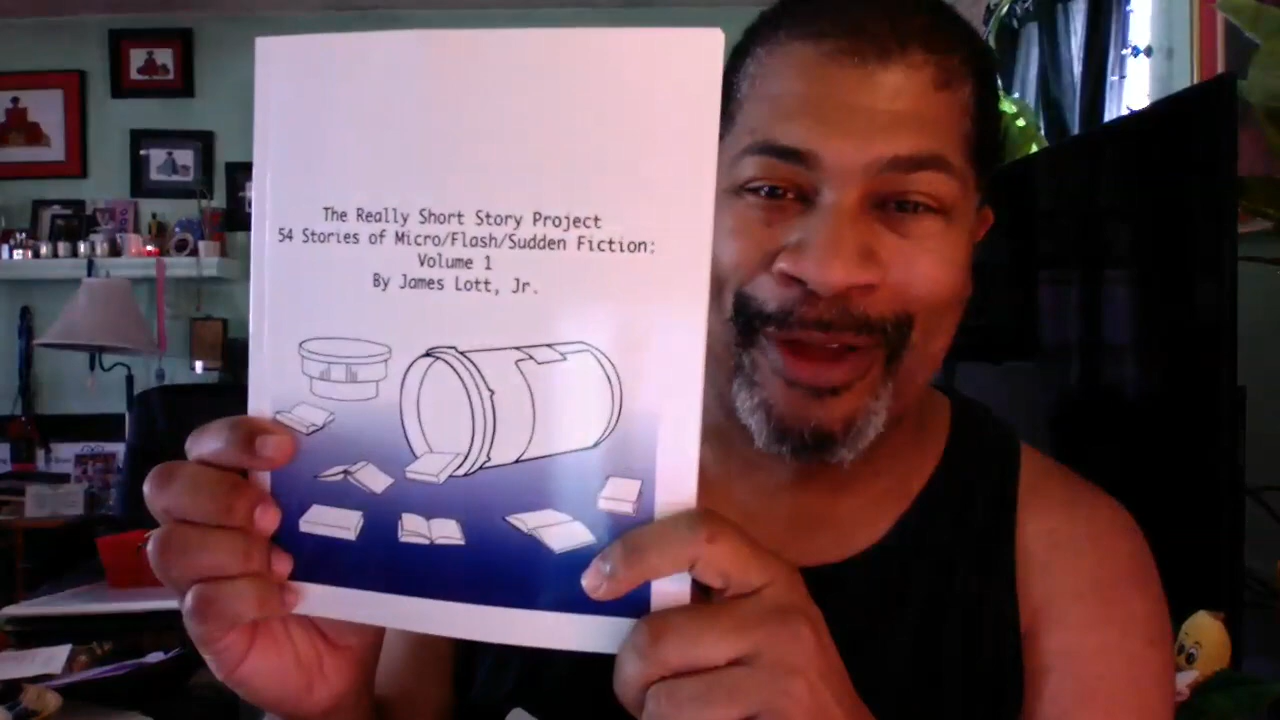 The Really Short Story Project
54 Stories of Micro/Flash/Sudden Fiction:
Volume 1
By James Lott, Jr.